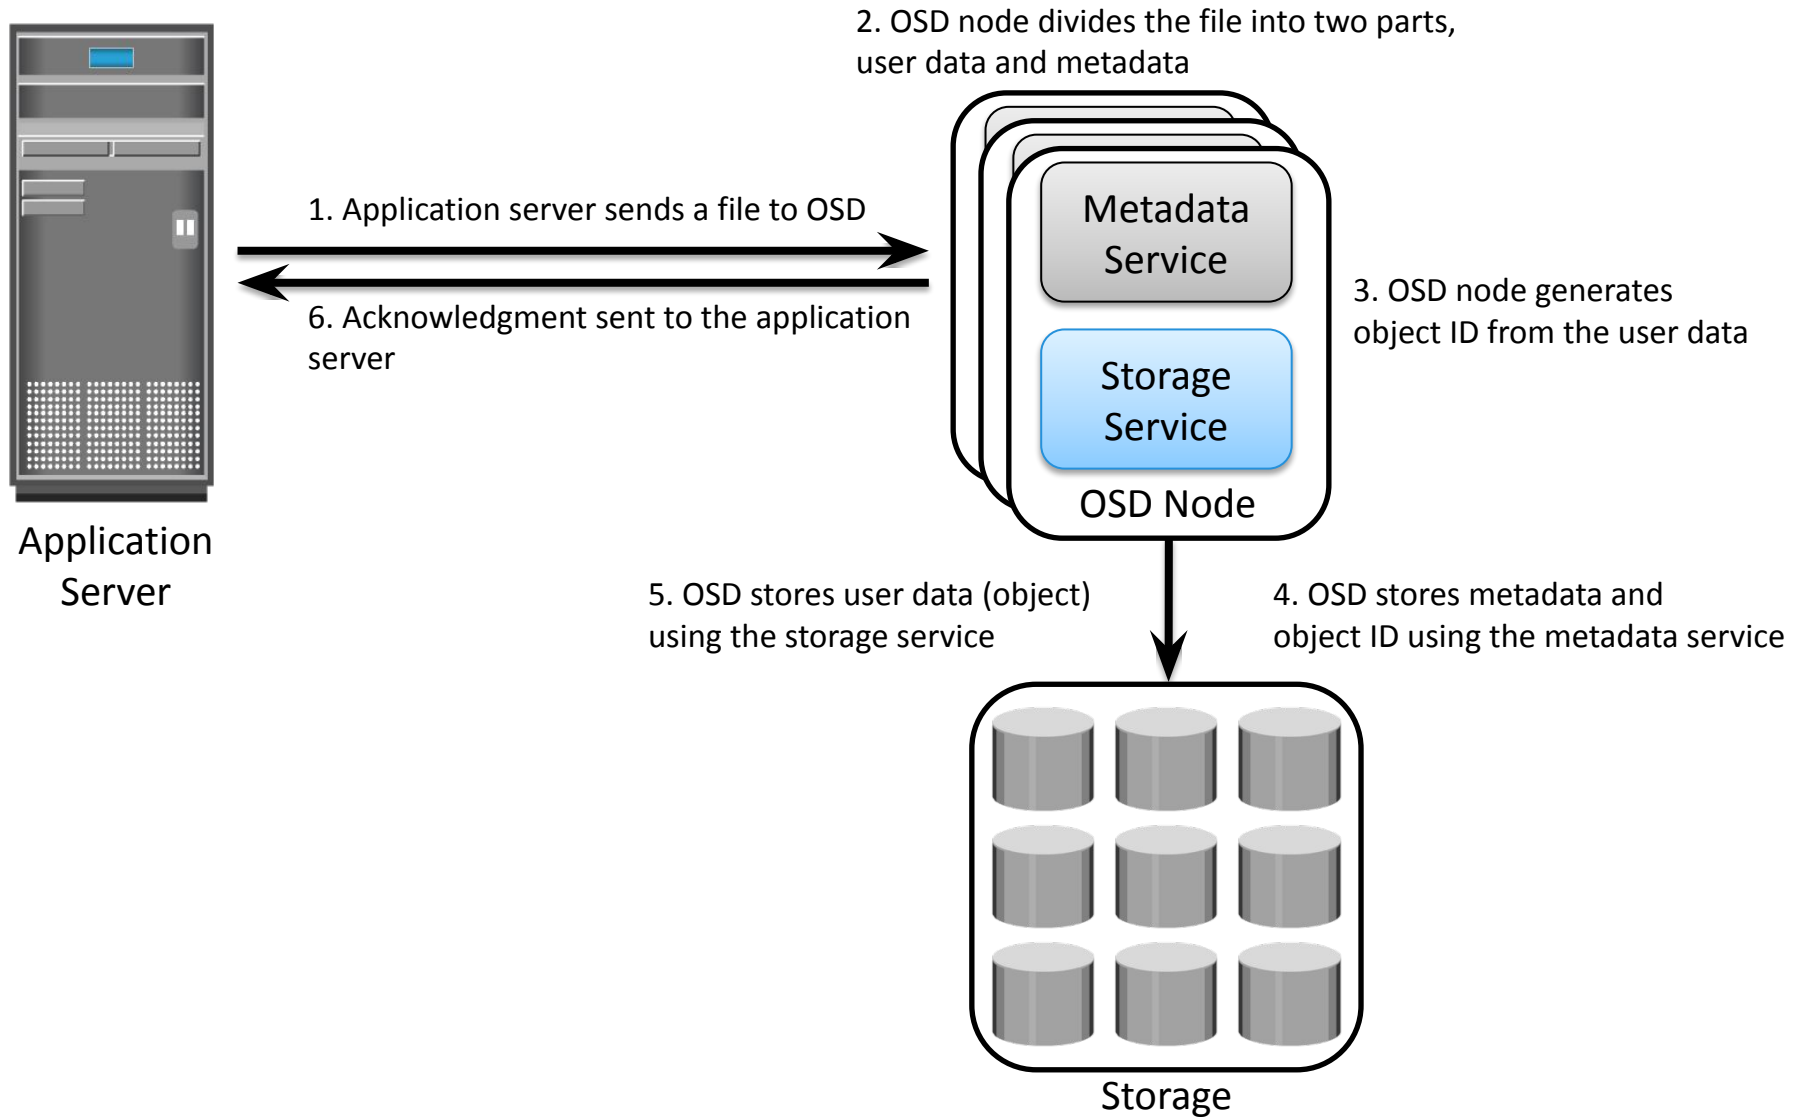 2. OSD node divides the file into two parts,
user data and metadata
1. Application server sends a file to OSD
6. Acknowledgment sent to the application
server
Metadata
Service
Storage
Service
OSD Node
3. OSD node generates
object ID from the user data
Application
Server
5. OSD stores user data (object)
using the storage service
4. OSD stores metadata and
object ID using the metadata service
Storage